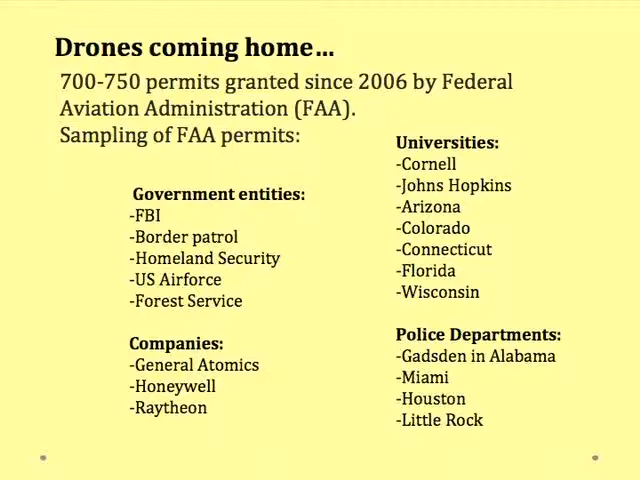 Drones coming home...
700-750 permits granted since 2006 by Federal
Aviation Administration (FAA).
Sampling of FAA permits:
Government entities:
-FBI
-Border patrol
-Homeland Security
-US Airforce
-Forest Service
Companies:
-General Atomics
-Honeywell
-Raytheon
Universities:
-Cornell
-Johns Hopkins
-Arizona
-Colorado
-Connecticut
-Florida
-Wisconsin
Police Departments:
-Gadsden in Alabama
-Miami
-Houston
-Little Rock